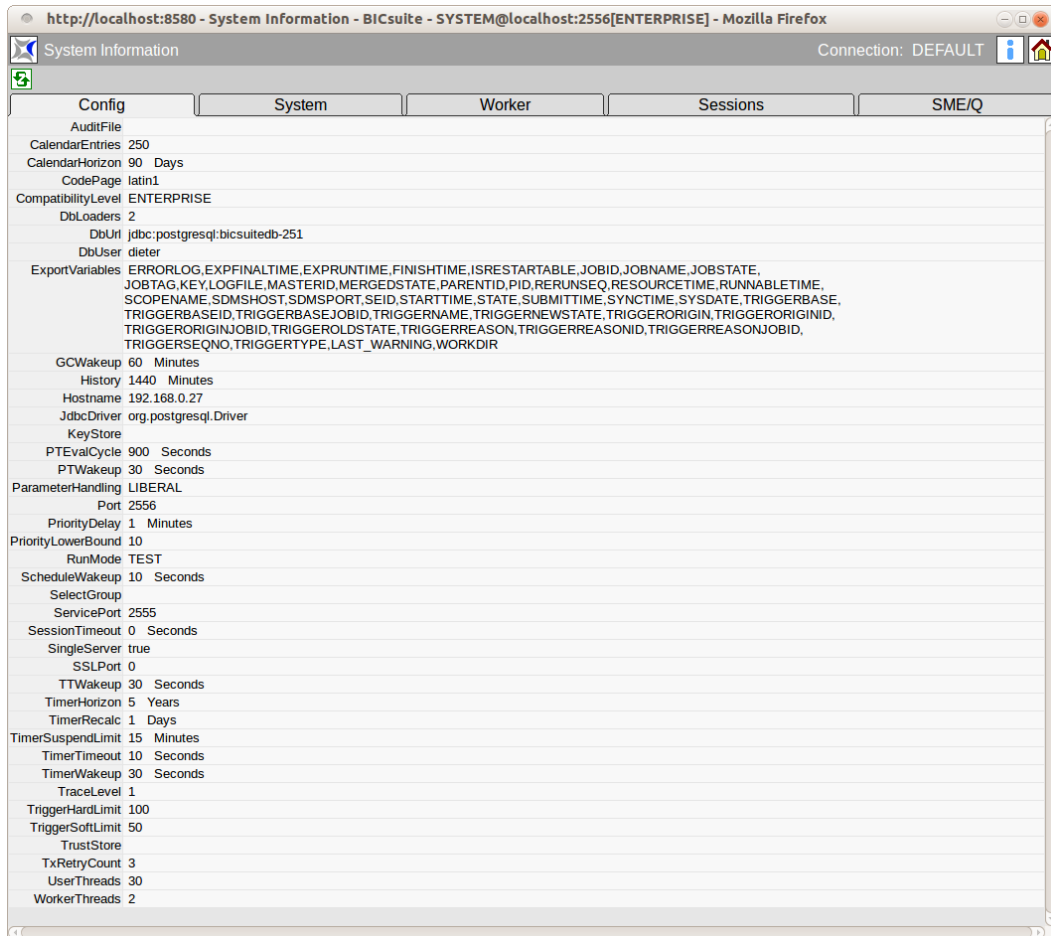 http://localhost:8580 - System Information - BICsuite - SYSTEM@localhost:2556[ENTERPRISE] - Mozilla Firefox
System Information Connection: DEFAULT
Config System Worker Sessions SME/Q
AuditFile
CalendarEntries 250
CalendarHorizon 90 Days
CodePage latin1
CompatibilityLevel ENTERPRISE
DbLoaders 2
DbUrl jdbc:postgresql:bicsuitedb-251
DbUser dieter
ExportVariables ERRORLOG,EXPFINALTIME,EXPRUNTIME,FINISHTIME,ISRESTARTABLE,JOBID,JOBNAME,JOBSTATE,
JOBTAG,KEY,LOGFILE,MASTERID,MERGEDSTATE,PARENTID,PID,RERUNSEQ,RESOURCETIME,RUNNABLETIME,
SCOPENAME,SDMSHOST,SDMSPORT,SEID,STARTTIME,STATE,SUBMITTIME,SYNCTIME,SYSDATE,TRIGGERBASE,
TRIGGERBASEID,TRIGGERBASEJOBID,TRIGGERNAME,TRIGGERNEWSTATE,TRIGGERORIGIN,TRIGGERORIGINID,
TRIGGERORIGINJOBID,TRIGGEROLDSTATE,TRIGGERREASON,TRIGGERREASONID,TRIGGERREASONJOBID,
TRIGGERSEQNO,TRIGGERTYPE,LAST_WARNING,WORKDIR
GCWakeup 60 Minutes
History 1440 Minutes
Hostname 192.168.0.27
JdbcDriver org.postgresql.Driver
KeyStore
PTEvalCycle 900 Seconds
PTWakeup 30 Seconds
ParameterHandling LIBERAL
Port 2556
PriorityDelay 1 Minutes
PriorityLowerBound 10
RunMode TEST
ScheduleWakeup 10 Seconds
SelectGroup
ServicePort 2555
SessionTimeout 0 Seconds
SingleServer true
SSLPort 0
TTWakeup 30 Seconds
TimerHorizon 5 Years
TimerRecalc 1 Days
TimerSuspendLimit 15 Minutes
TimerTimeout 10 Seconds
TimerWakeup 30 Seconds
TraceLevel 1
TriggerHardLimit 100
TriggerSoftLimit 50
TrustStore
TxRetryCount 3
UserThreads 30
WorkerThreads 2